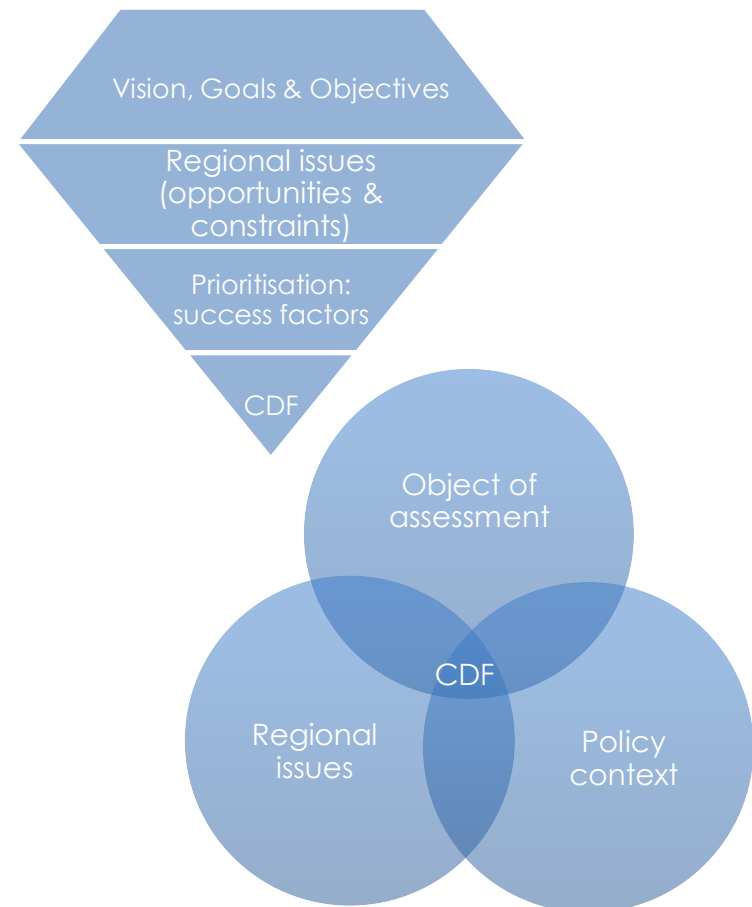 Vision, Goals & Objectives
Regional issues
(opportunities &
constraints)
Prioritisation:
success factors
CDF
Object of
assessment
CDF
Regional
issues
Policy
context